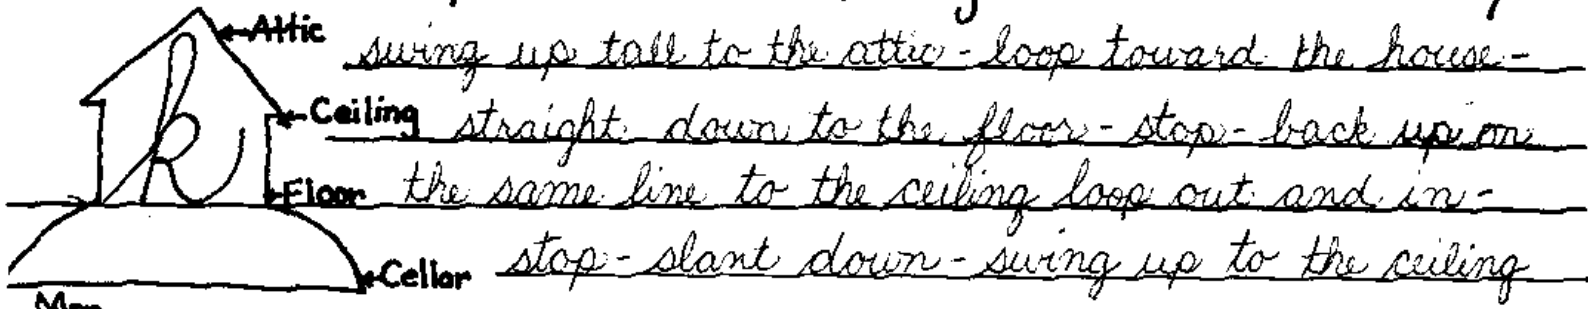 Attic swing up tall to the attic - loop toward the house -
k
Ceiling straight down to the floor - stop - back up on
Floor the same line to the ceiling loop out and in -
Cellar stop - slant down - swing up to the ceiling